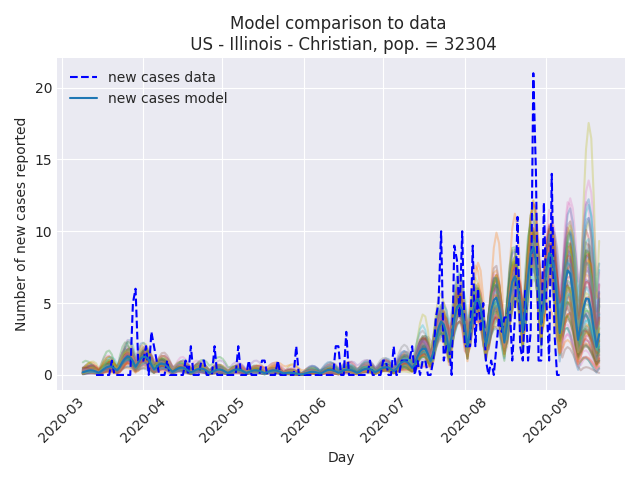 Model comparison to data
US - Illinois - Christian, pop. = 32304
new cases data
new cases model
Number of new cases reported
20
15
10
5
0
2020-03
2020-04
2020-05
2020-06
2020-07
2020-08
2020-09
Day